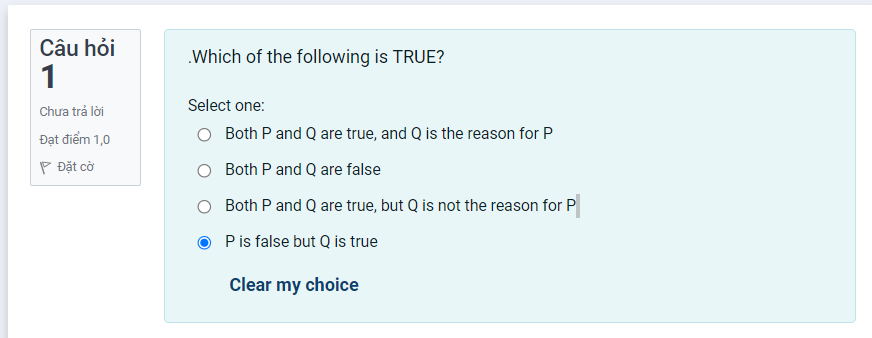 Câu hỏi
1
Chưa trả lời
Đạt điểm 1,0
Đặt cờ
.Which of the following is TRUE?
Select one:
Both P and Q are true, and Q is the reason for P
Both P and Q are false
Both P and Q are true, but Q is not the reason for P
P is false but Q is true
Clear my choice